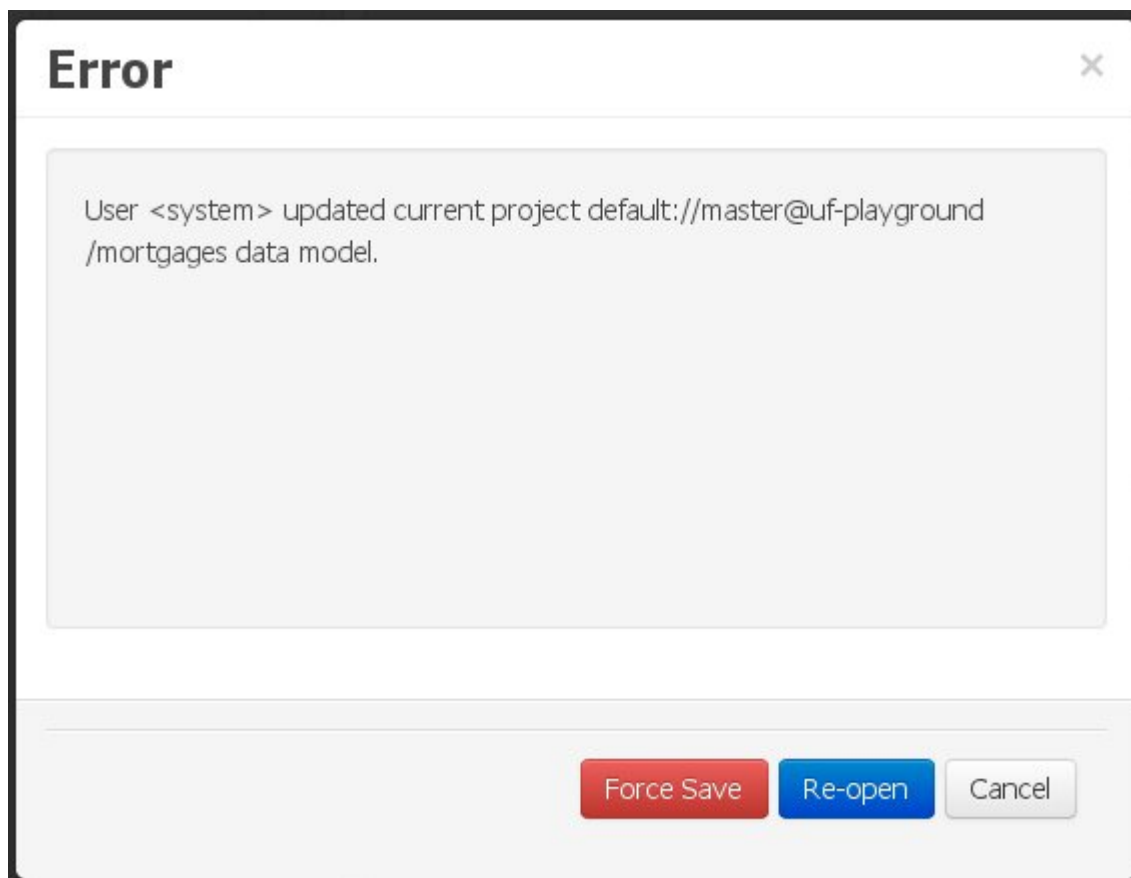 Error
×
User <system> updated current project default://master@uf-playground
/mortgages data model.
Force Save Re-open Cancel